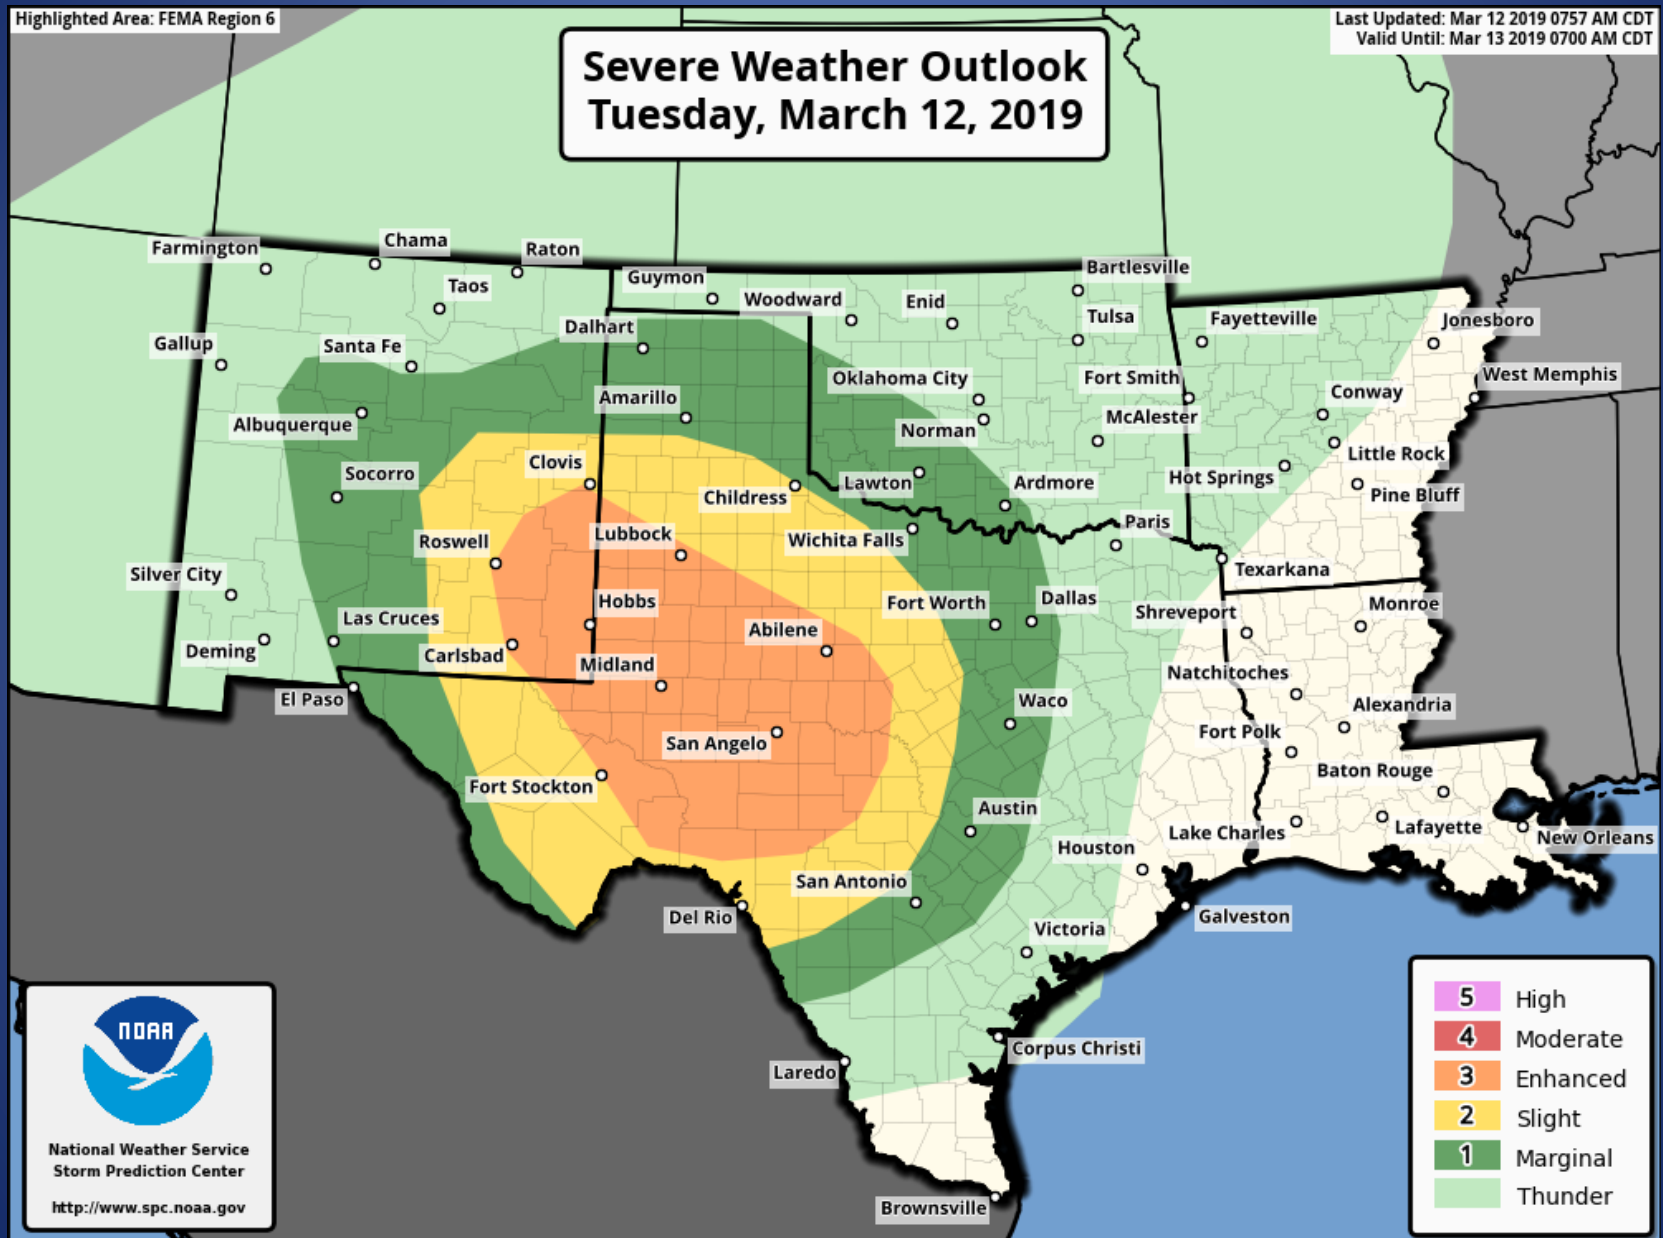 Highlighted Area: FEMA Region 6
Last Updated: Mar 12 2019 0757 AM CDT
Valid Until: Mar 13 2019 0700 AM CDT
Severe Weather Outlook
Tuesday, March 12, 2019
Farmington
Chama
Raton
Taos
Guymon
Woodward
Enid
Bartlesville
Tulsa
Fayetteville
Jonesboro
Gallup
Santa Fe
Dalhart
Oklahoma City
Fort Smith
Conway
West Memphis
Albuquerque
Amarillo
Norman
McAlester
Little Rock
Socorro
Clovis
Childress
Lawton
Ardmore
Hot Springs
Pine Bluff
Roswell
Lubbock
Wichita Falls
Paris
Texarkana
Silver City
Hobbs
Fort Worth
Dallas
Shreveport
Monroe
Las Cruces
Deming
Carlsbad
Midland
Abilene
Natchitoches
El Paso
San Angelo
Waco
Fort Polk
Alexandria
Fort Stockton
Austin
Baton Rouge
Houston
Lake Charles
Lafayette
New Orleans
San Antonio
Del Rio
Victoria
Galveston
Laredo
Corpus Christi
Brownsville
NOAA
National Weather Service
Storm Prediction Center
http://www.spc.noaa.gov
5 High
4 Moderate
3 Enhanced
2 Slight
1 Marginal
Thunder